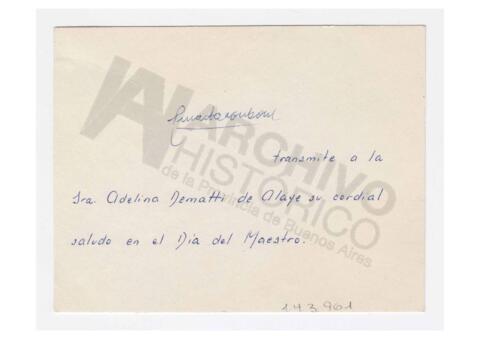 transmite a la
Sra. Adelina Dematti de Alaye su cordial
saludo en el Día del Maestro.
ARCHIVO
HISTÓRICO
de la Provincia de Buenos Aires
143961